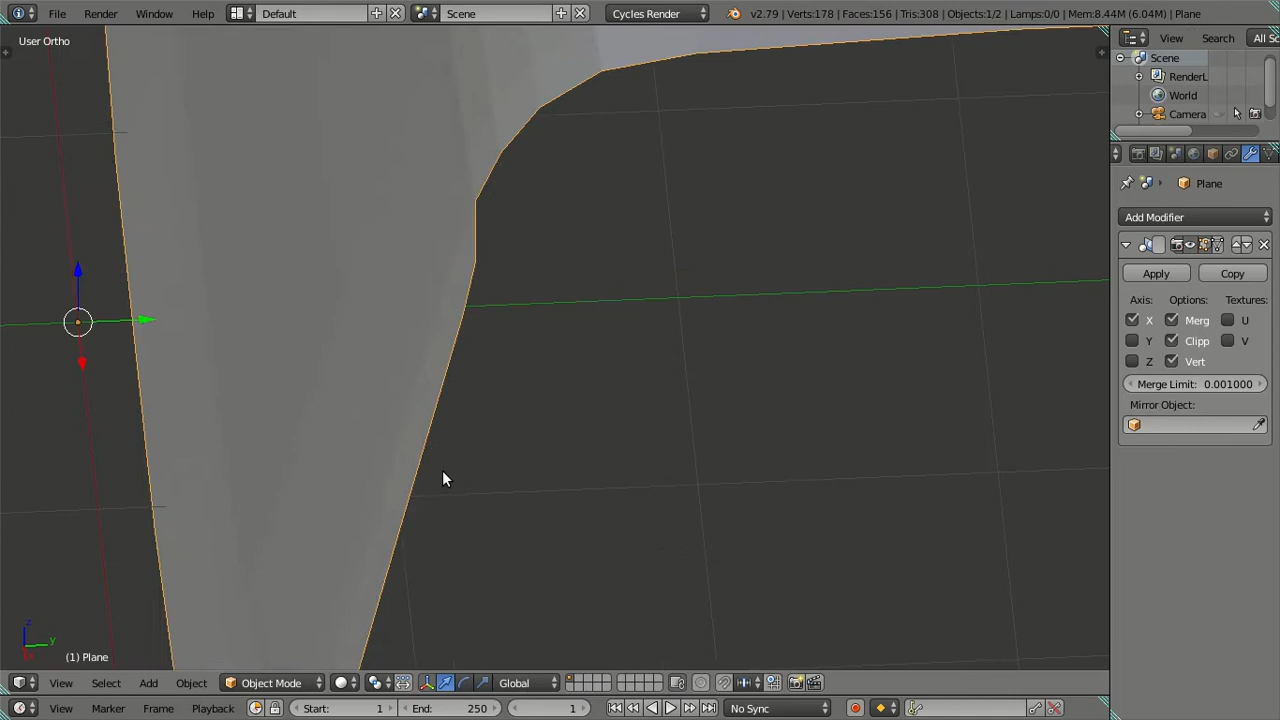 File Render Window Help Default Scene Cycles Render v2.79 | Verts:178 | Faces:156 | Tris:308 | Objects:1/2 | Lamps:0/0 | Mem:8.44M (6.04M) | Plane
User Ortho
View Search All Sc
Scene
RenderL
World
Camera
Plane
Add Modifier
Apply Copy
Axis: Options: Textures:
X Merg U
Y Clipp V
Z Vert
Merge Limit: 0.001000
Mirror Object:
z
y
x
(1) Plane
View Select Add Object Object Mode Global
View Marker Frame Playback Start: 1 End: 250 1 No Sync